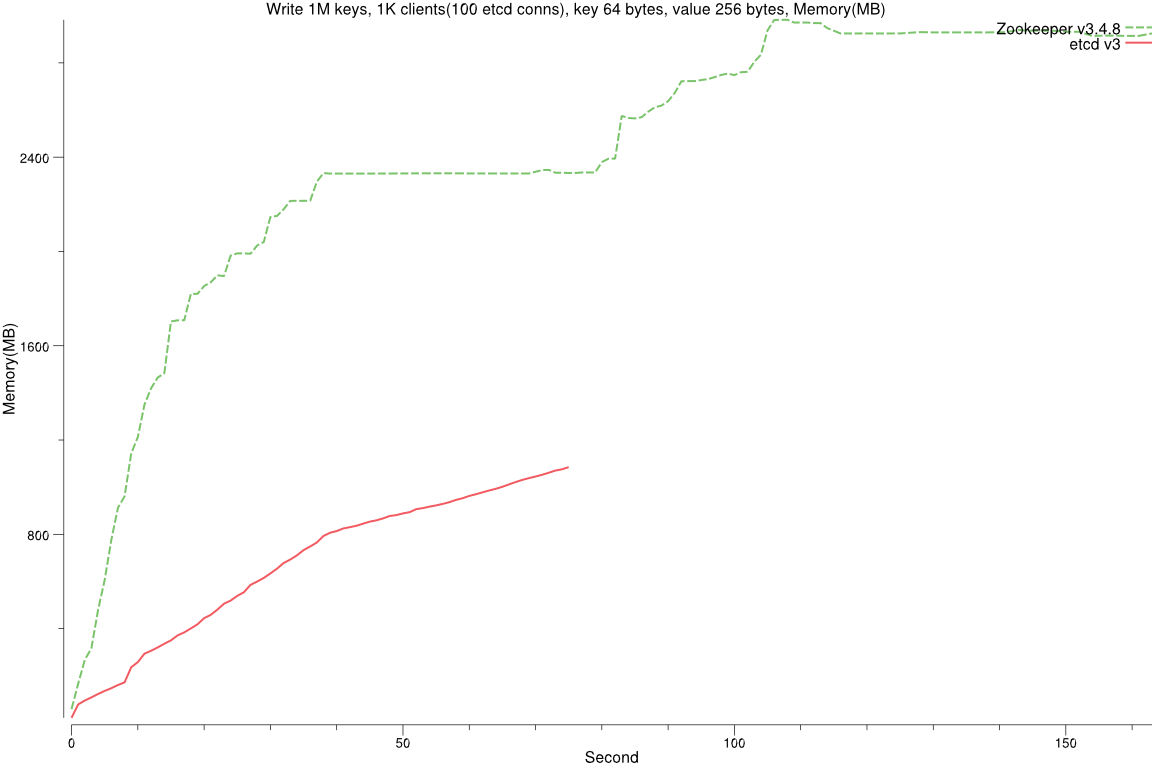 Write 1M keys, 1K clients(100 etcd conns), key 64 bytes, value 256 bytes, Memory(MB)
Zookeeper v3.4.8
etcd v3
2400
1600
800
Memory(MB)
0 50 100 150
Second